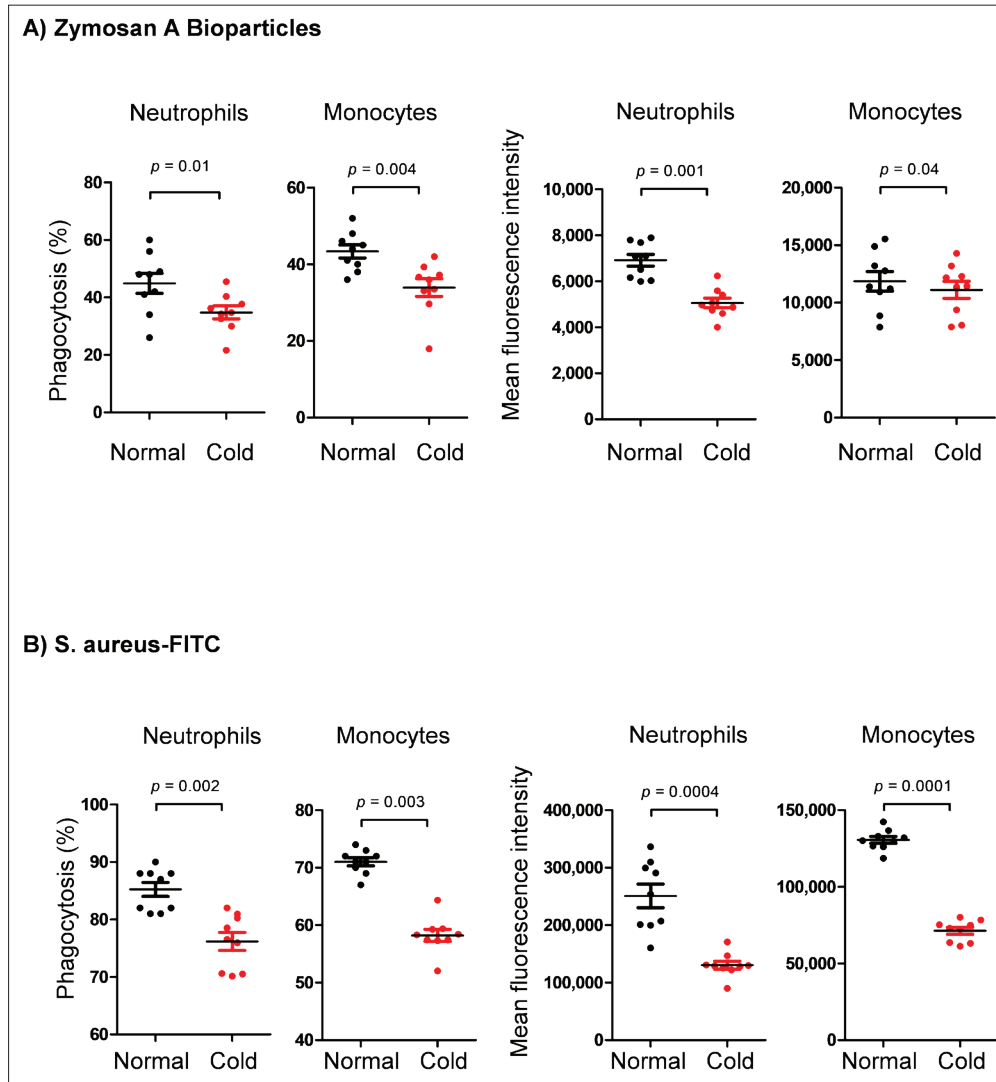 A) Zymosan A Bioparticles
Neutrophils
Monocytes
Neutrophils
Monocytes
p = 0.01
p = 0.004
p = 0.001
p = 0.04
Phagocytosis (%)
80
60
40
20
0
60
40
20
0
Mean fluorescence intensity
10,000
8,000
6,000
4,000
2,000
0
20,000
15,000
10,000
5,000
0
Normal Cold
Normal Cold
Normal Cold
Normal Cold
B) S. aureus-FITC
Neutrophils
Monocytes
Neutrophils
Monocytes
p = 0.002
p = 0.003
p = 0.0004
p = 0.0001
Phagocytosis (%)
100
90
80
70
60
80
70
60
50
40
Mean fluorescence intensity
400,000
300,000
200,000
100,000
0
150,000
100,000
50,000
0
Normal Cold
Normal Cold
Normal Cold
Normal Cold